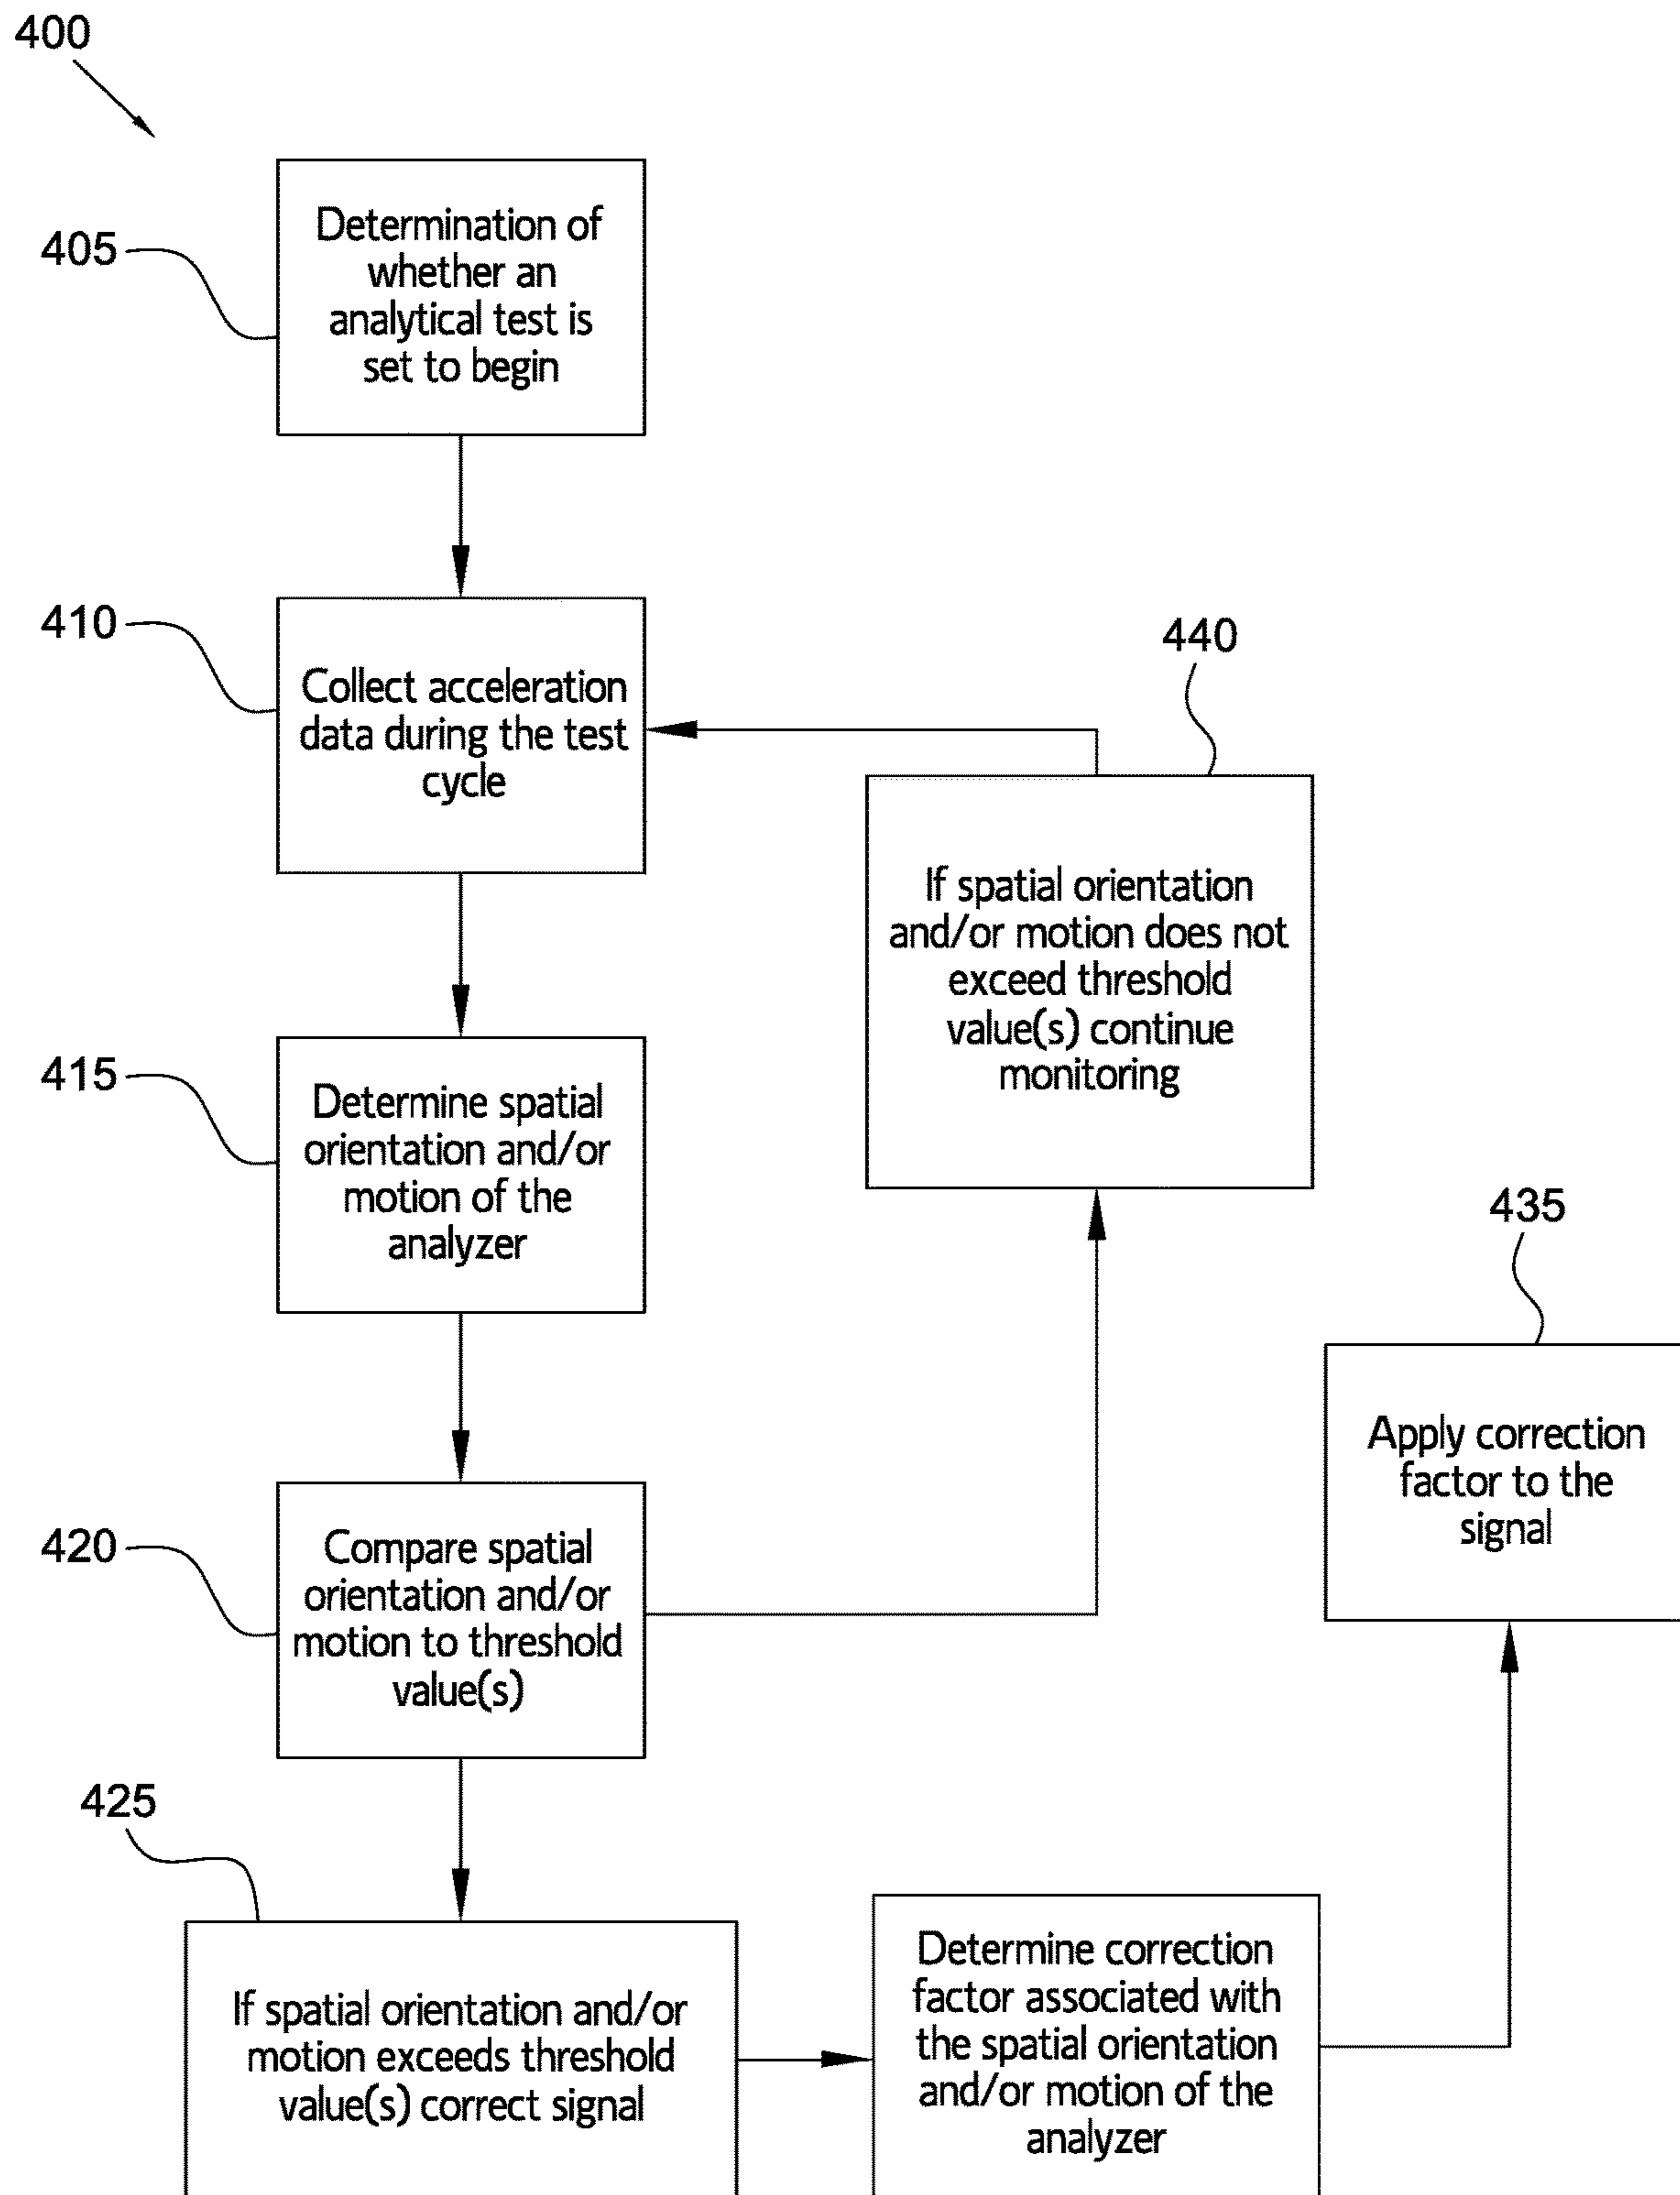 400
405
Determination of
whether an
analytical test is
set to begin
410
Collect acceleration
data during the test
cycle
440
If spatial orientation
and/or motion does not
exceed threshold
value(s) continue
monitoring
415
Determine spatial
orientation and/or
motion of the
analyzer
435
Apply correction
factor to the
signal
420
Compare spatial
orientation and/or
motion to threshold
value(s)
425
If spatial orientation and/or
motion exceeds threshold
value(s) correct signal
Determine correction
factor associated with
the spatial orientation
and/or motion of the
analyzer